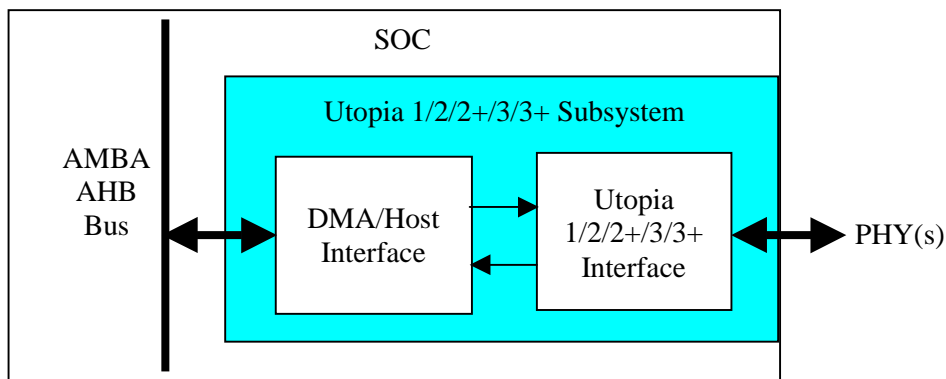 SOC
Utopia 1/2/2+/3/3+ Subsystem
AMBA
AHB
Bus
DMA/Host
Interface
Utopia
1/2/2+/3/3+
Interface
PHY(s)